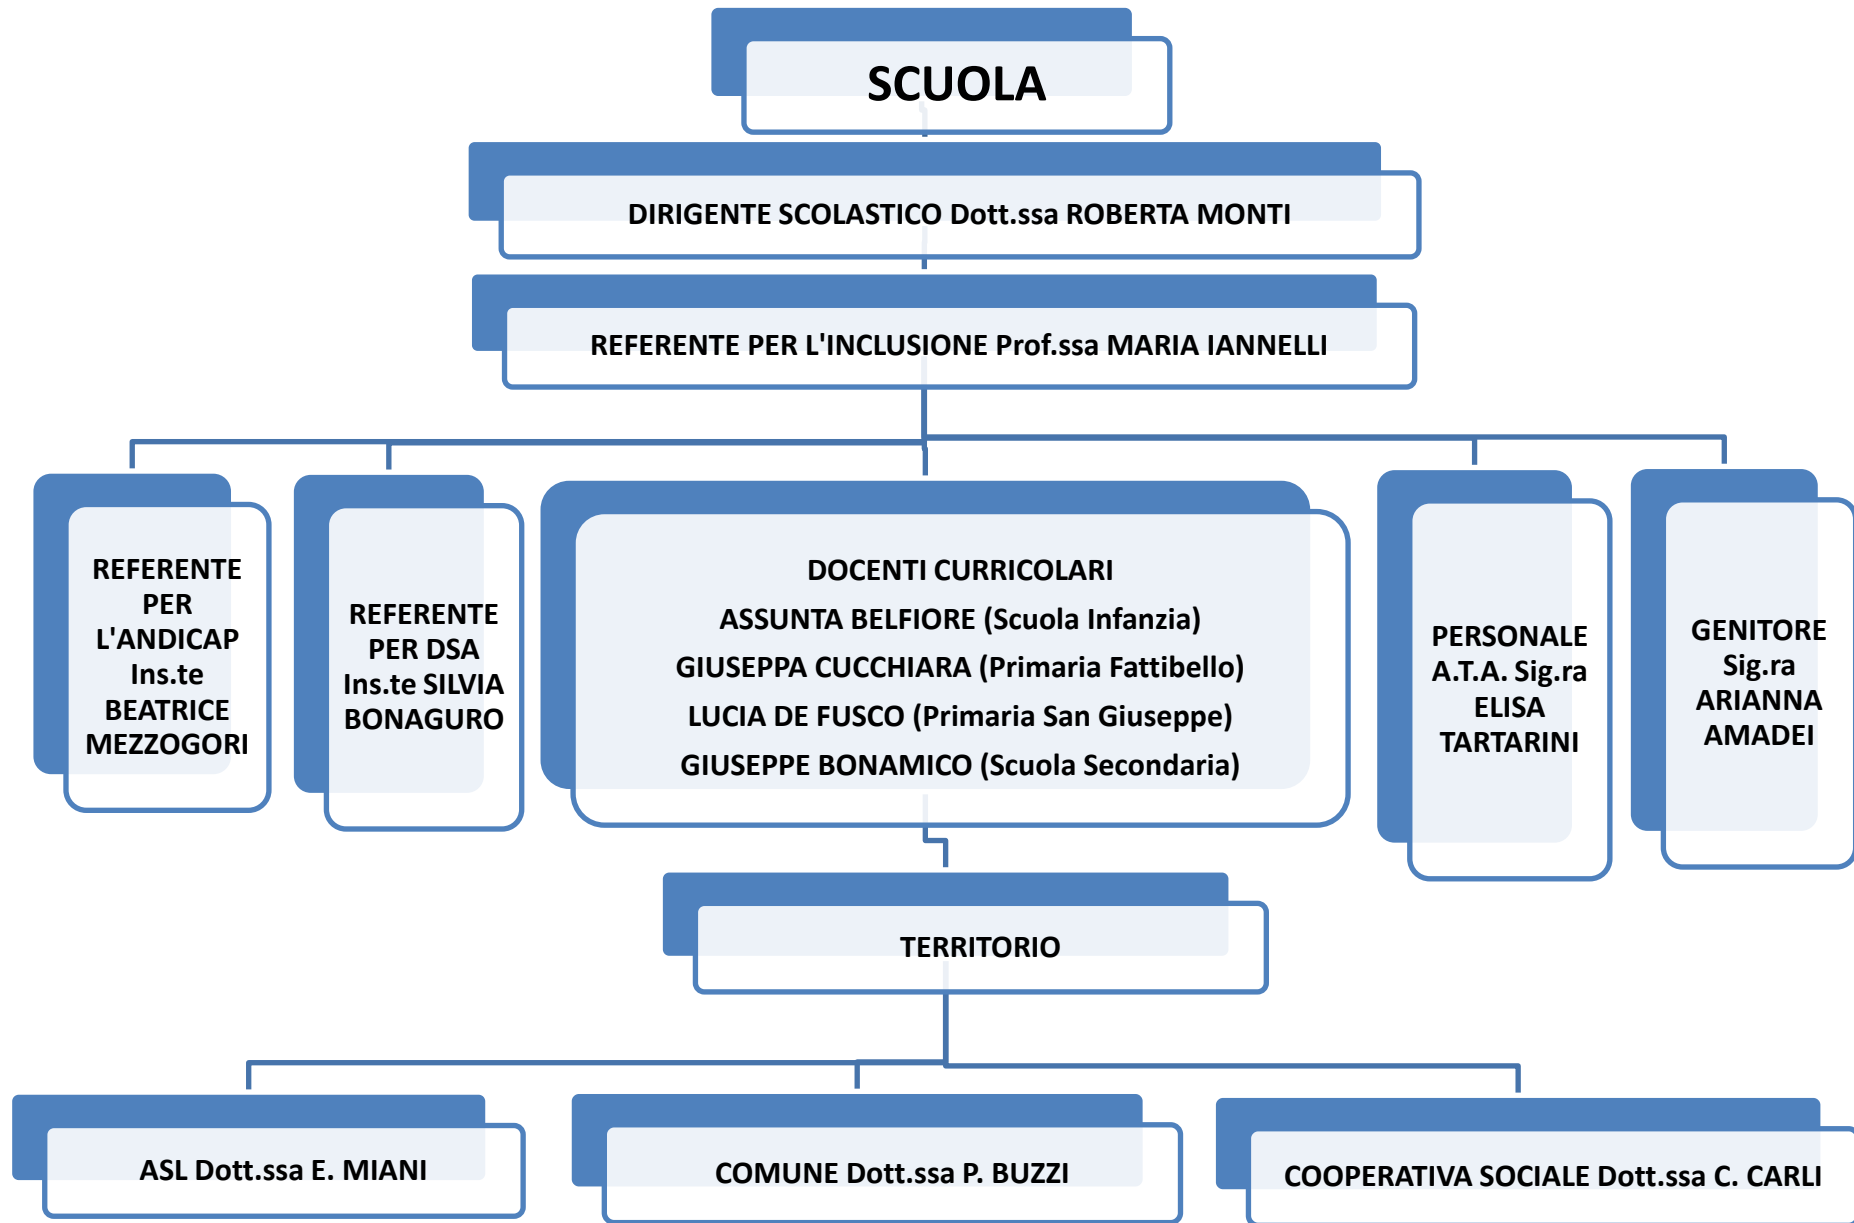 SCUOLA
DIRIGENTE SCOLASTICO Dott.ssa ROBERTA MONTI
REFERENTE PER L'INCLUSIONE Prof.ssa MARIA IANNELLI
REFERENTE
PER
L'ANDICAP
Ins.te
BEATRICE
MEZZOGORI
REFERENTE
PER DSA
Ins.te SILVIA
BONAGURO
DOCENTI CURRICOLARI
ASSUNTA BELFIORE (Scuola Infanzia)
GIUSEPPA CUCCHIARA (Primaria Fattibello)
LUCIA DE FUSCO (Primaria San Giuseppe)
GIUSEPPE BONAMICO (Scuola Secondaria)
PERSONALE
A.T.A. Sig.ra
ELISA
TARTARINI
GENITORE
Sig.ra
ARIANNA
AMADEI
TERRITORIO
ASL Dott.ssa E. MIANI
COMUNE Dott.ssa P. BUZZI
COOPERATIVA SOCIALE Dott.ssa C. CARLI